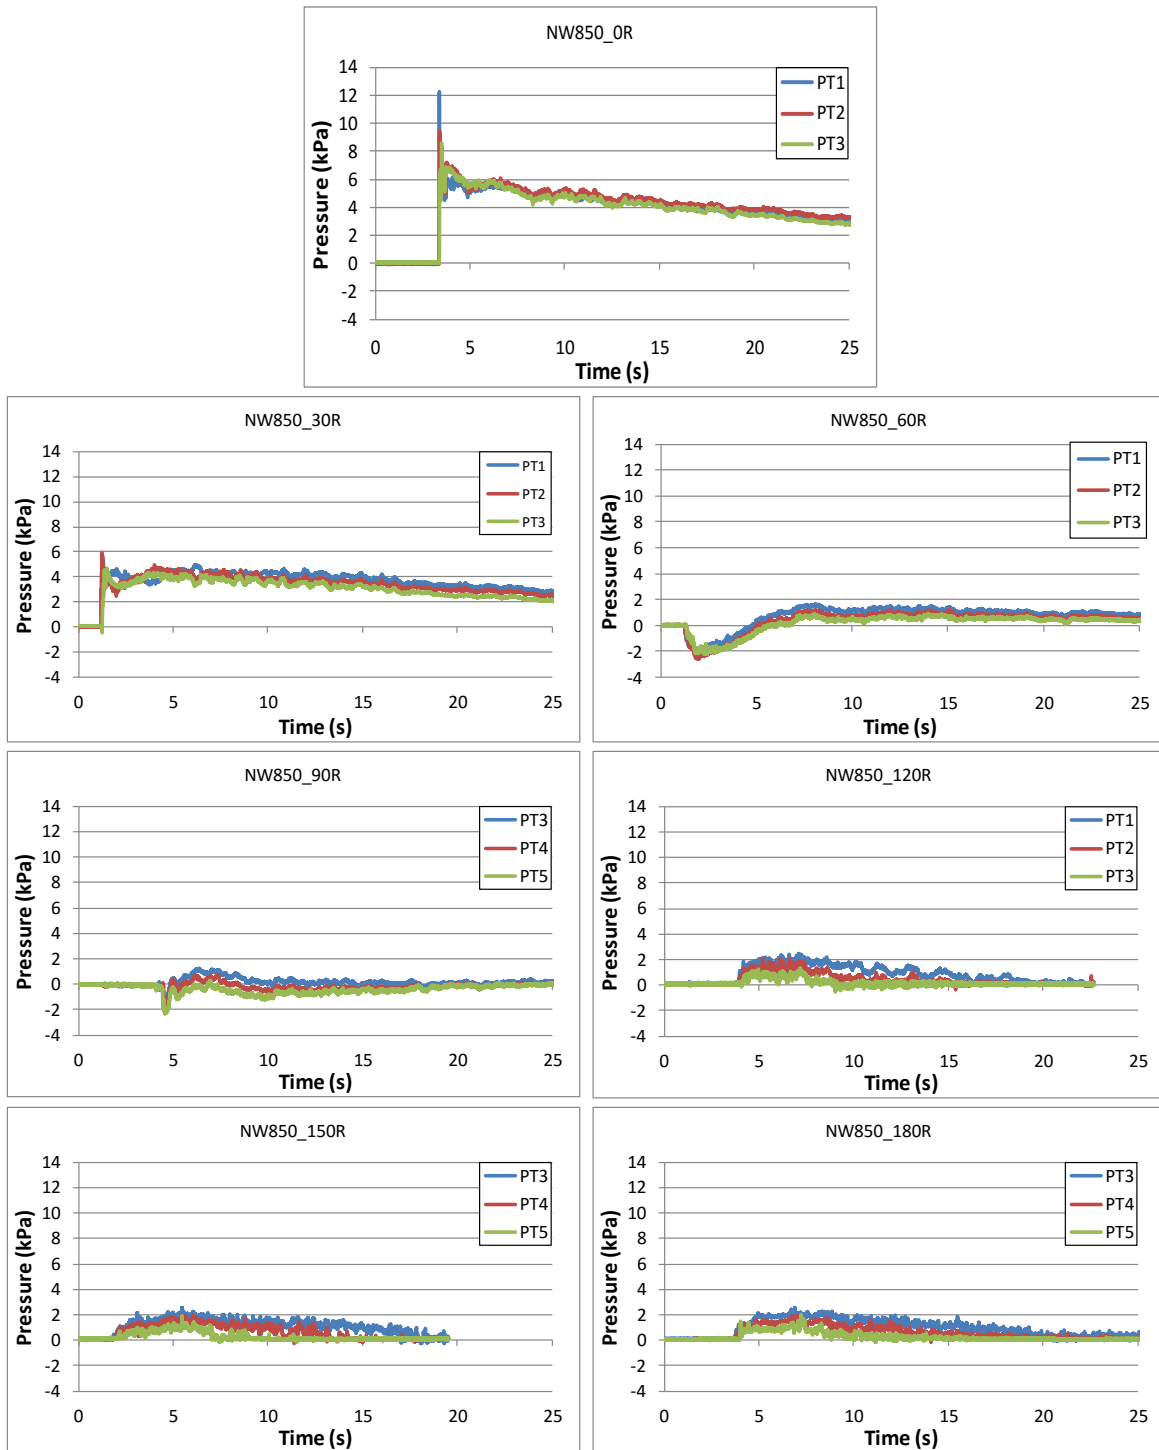 NW850_0R
14
12
10
8
6
4
2
0
-2
-4
Pressure (kPa)
PT1
PT2
PT3
0 5 10 15 20 25
Time (s)
NW850_30R
14
12
10
8
6
4
2
0
-2
-4
Pressure (kPa)
PT1
PT2
PT3
0 5 10 15 20 25
Time (s)
NW850_60R
14
12
10
8
6
4
2
0
-2
-4
Pressure (kPa)
PT1
PT2
PT3
0 5 10 15 20 25
Time (s)
NW850_90R
14
12
10
8
6
4
2
0
-2
-4
Pressure (kPa)
PT3
PT4
PT5
0 5 10 15 20 25
Time (s)
NW850_120R
14
12
10
8
6
4
2
0
-2
-4
Pressure (kPa)
PT1
PT2
PT3
0 5 10 15 20 25
Time (s)
NW850_150R
14
12
10
8
6
4
2
0
-2
-4
Pressure (kPa)
PT3
PT4
PT5
0 5 10 15 20 25
Time (s)
NW850_180R
14
12
10
8
6
4
2
0
-2
-4
Pressure (kPa)
PT3
PT4
PT5
0 5 10 15 20 25
Time (s)